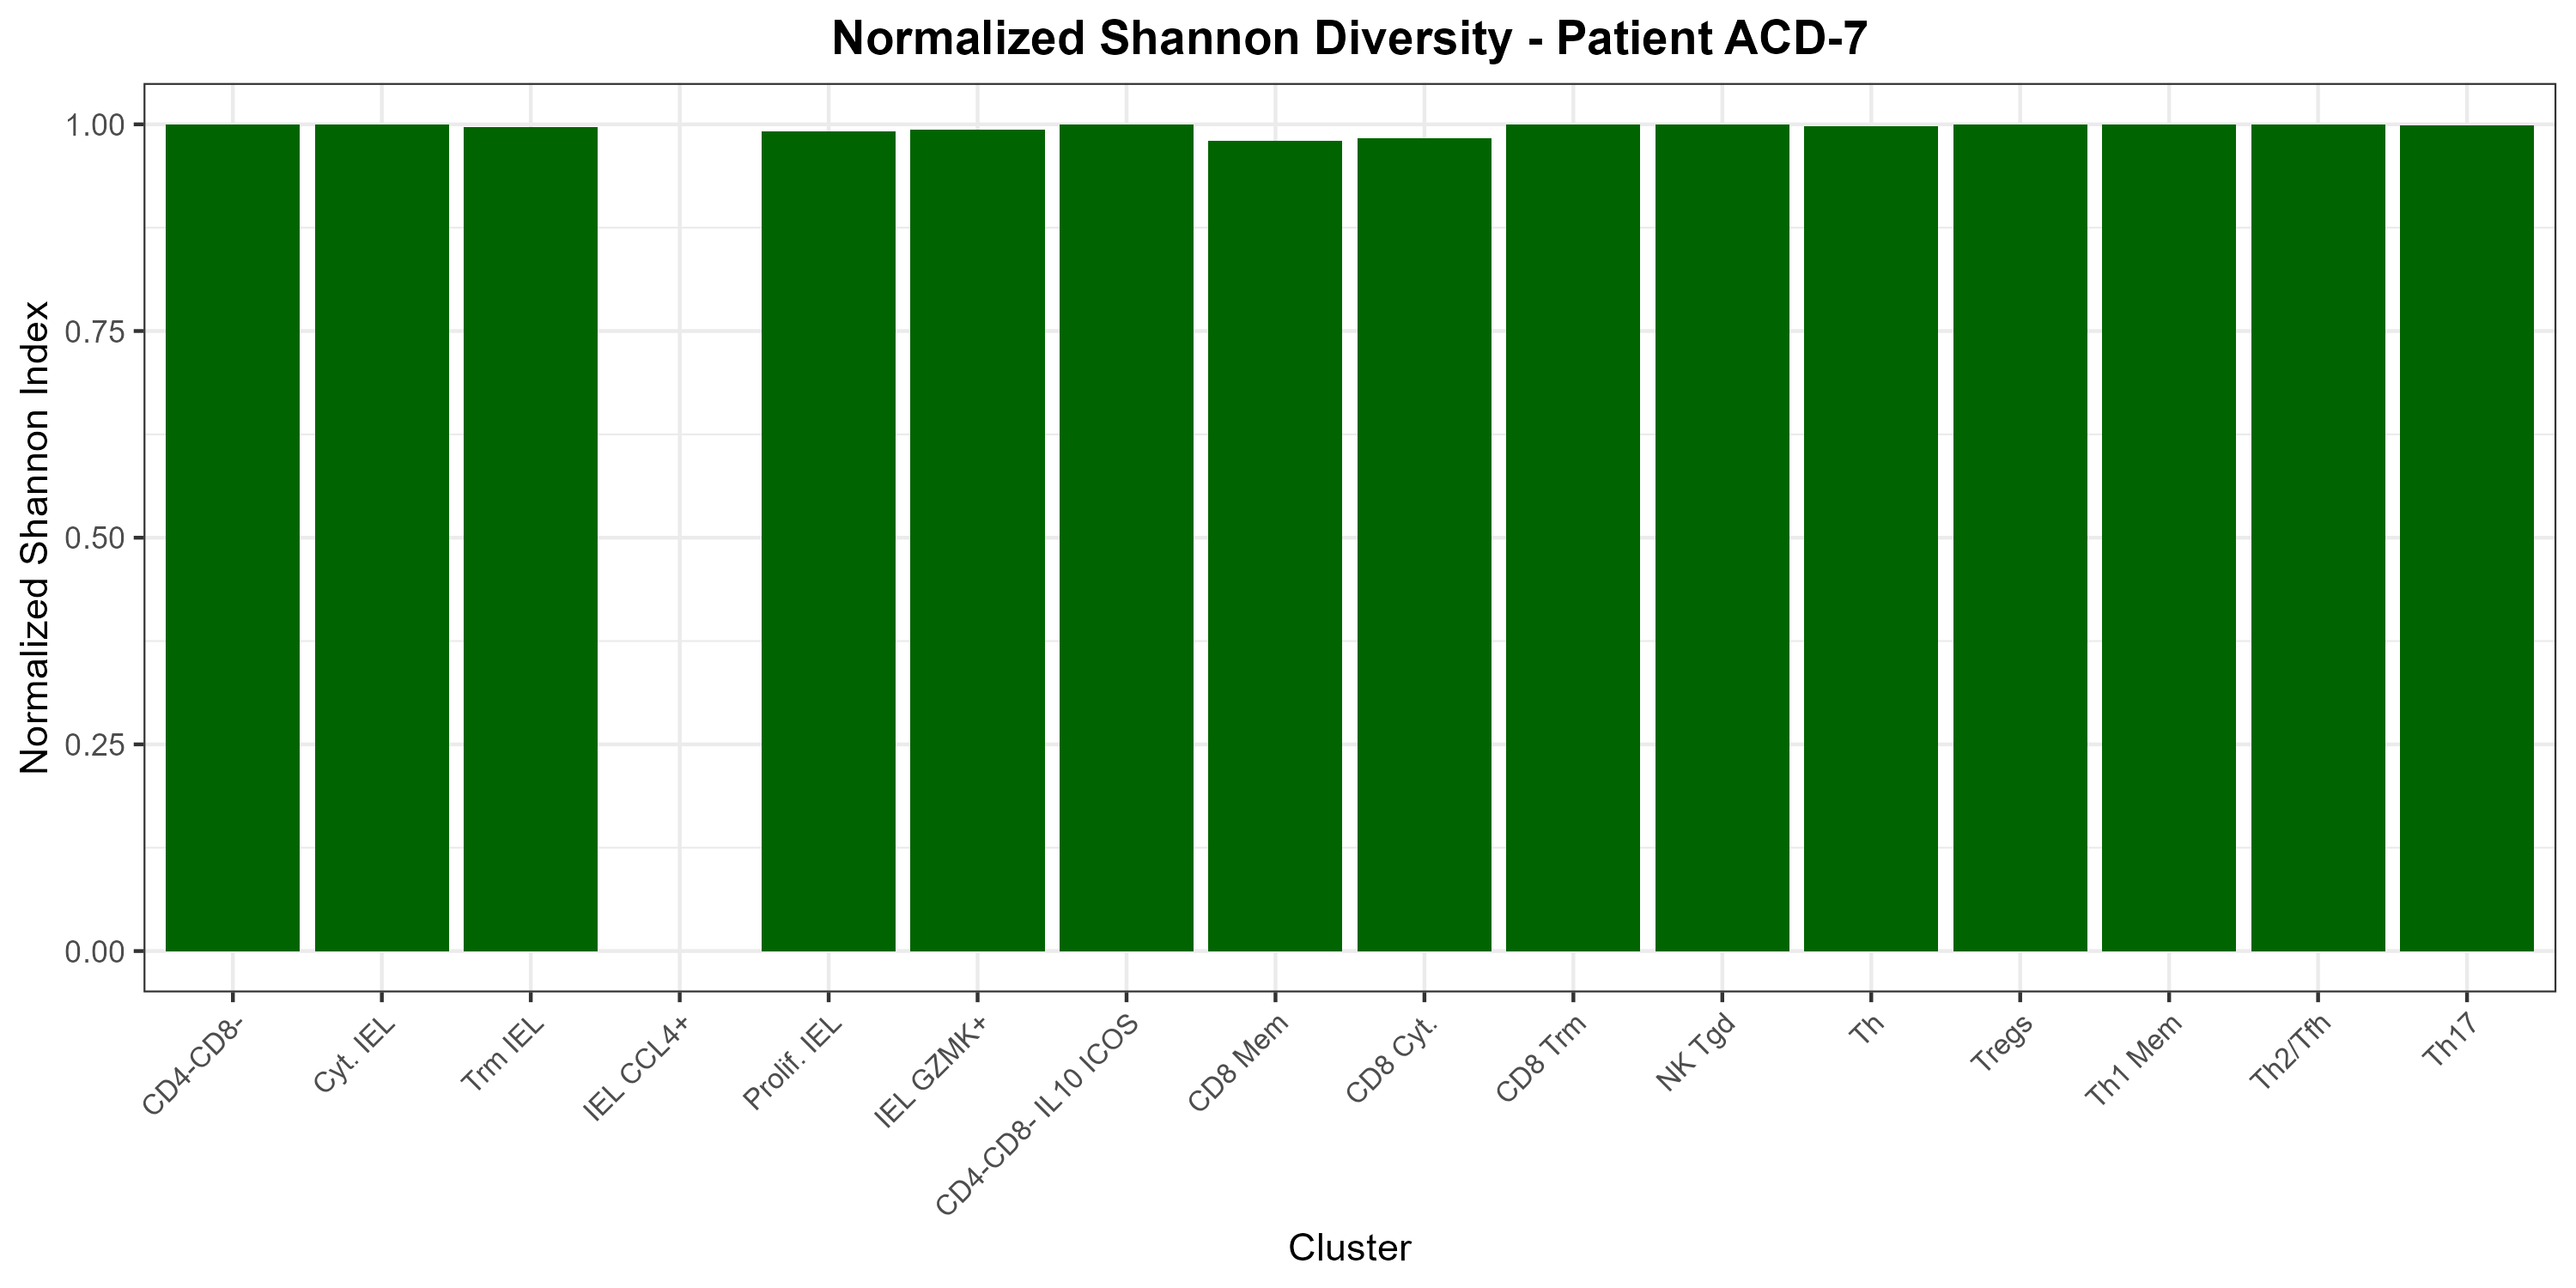 Normalized Shannon Diversity - Patient ACD-7
Normalized Shannon Index
1.00
0.75
0.50
0.25
0.00
CD4-CD8-
Cyt. IEL
Trm IEL
IEL CCL4+
Prolif. IEL
IEL GZMK+
CD4-CD8- IL10 ICOS
CD8 Mem
CD8 Cyt.
CD8 Trm
NK Tgd
Th
Tregs
Th1 Mem
Th2/Tfh
Th17
Cluster